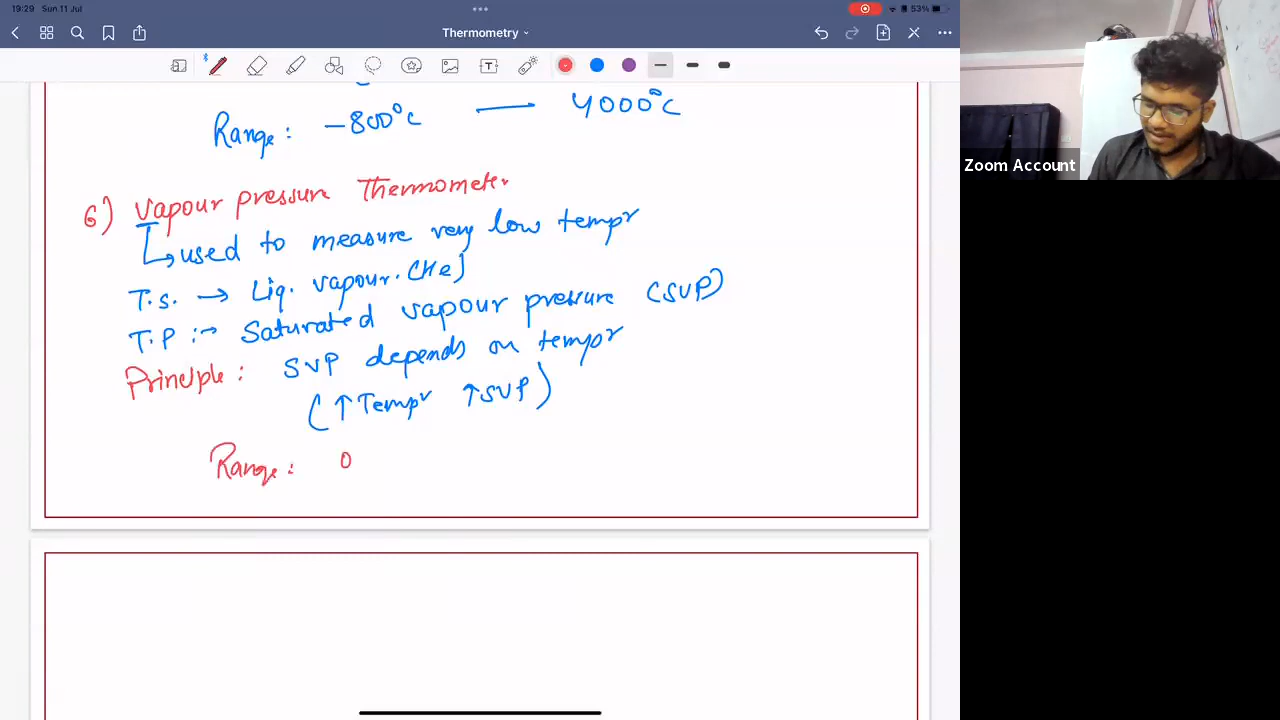 19:29 Sun.11 Jul
53%
Thermometry
T
Range: -800°C — 4000°C
6) Vapour pressure Thermometer
↳ used to measure very low tempr
T.S. → Liq. vapour. (He)
T.P :→ Saturated vapour pressure (SVP)
Principle: SVP depends on tempr
(↑Tempr ↑SVP)
Range: 0
Zoom Account